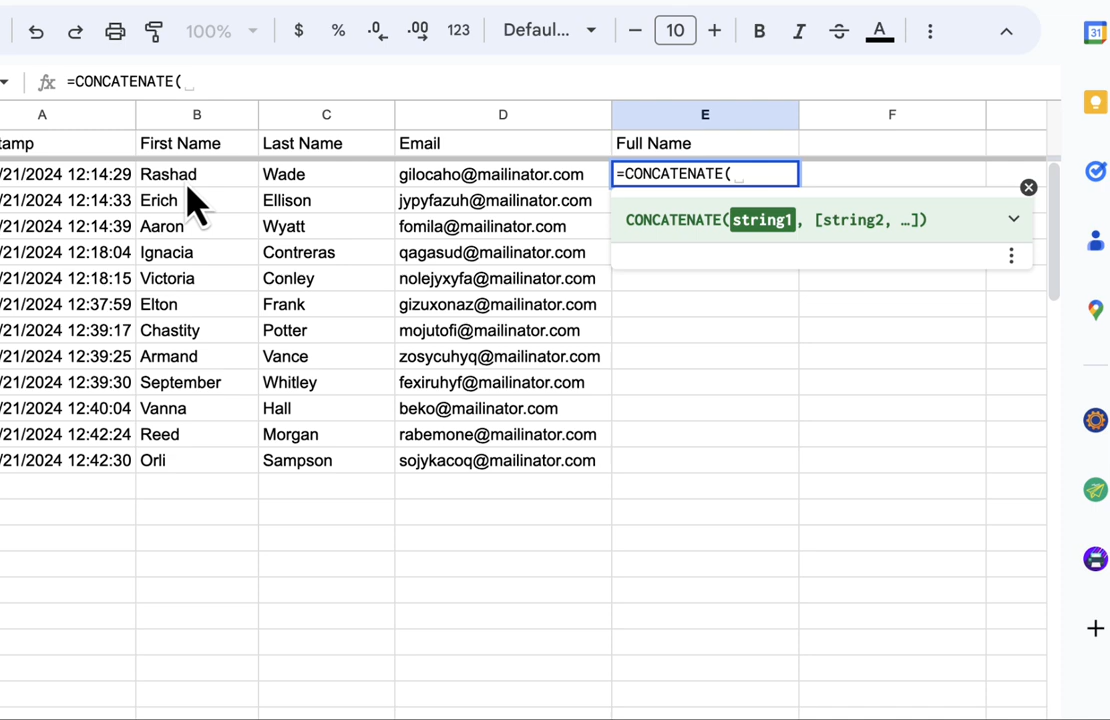 100% $ % .0 .00 123 Defaul... 10 B I S A
31
fx =CONCATENATE(
A B C D E F
tamp First Name Last Name Email Full Name
/21/2024 12:14:29 Rashad Wade gilocaho@mailinator.com =CONCATENATE(
/21/2024 12:14:33 Erich Ellison jypyfazuh@mailinator.com
CONCATENATE(string1, [string2, …])
/21/2024 12:14:39 Aaron Wyatt fomila@mailinator.com
/21/2024 12:18:04 Ignacia Contreras qagasud@mailinator.com
/21/2024 12:18:15 Victoria Conley nolejyxyfa@mailinator.com
/21/2024 12:37:59 Elton Frank gizuxonaz@mailinator.com
/21/2024 12:39:17 Chastity Potter mojutofi@mailinator.com
/21/2024 12:39:25 Armand Vance zosycuhyq@mailinator.com
/21/2024 12:39:30 September Whitley fexiruhyf@mailinator.com
/21/2024 12:40:04 Vanna Hall beko@mailinator.com
/21/2024 12:42:24 Reed Morgan rabemone@mailinator.com
/21/2024 12:42:30 Orli Sampson sojykacoq@mailinator.com